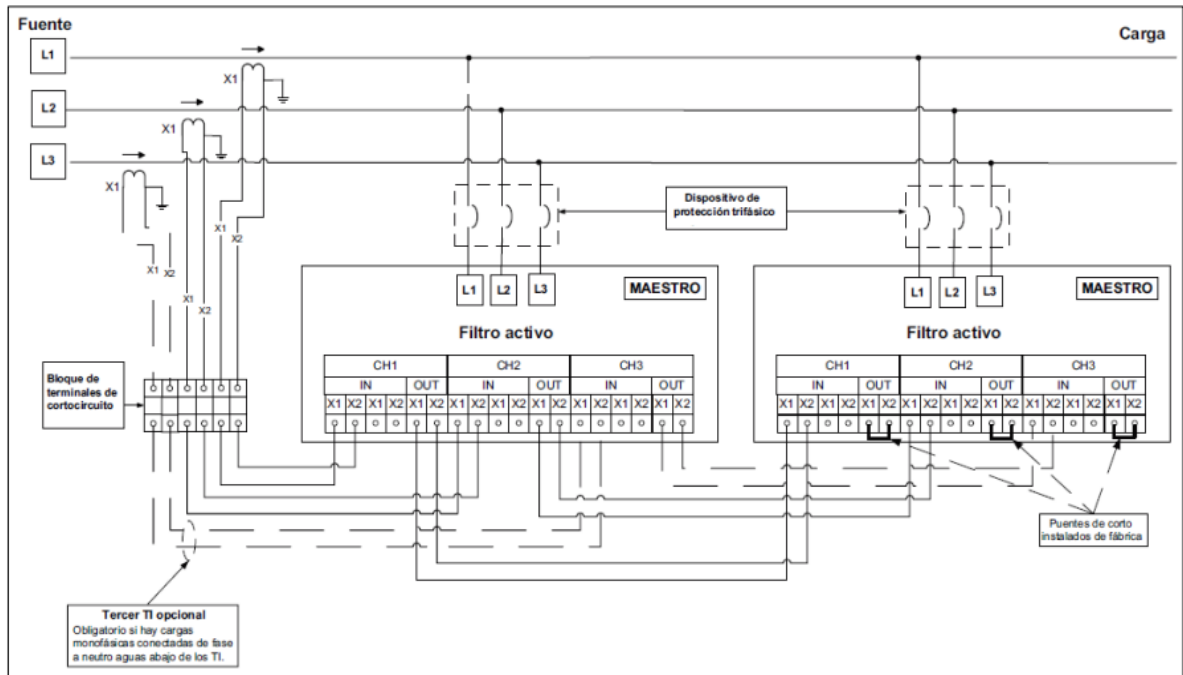 Fuente
Carga
L1
X1
L2
X1
L3
X1
Dispositivo de
protección trifásico
X1
X2
X1 X2
X1
X2
L1 L2 L3
MAESTRO
L1 L2 L3
MAESTRO
Filtro activo
Filtro activo
CH1 CH2 CH3
IN OUT IN OUT IN OUT
X1 X2 X1 X2 X1 X2 X1 X2 X1 X2 X1 X2 X1 X2 X1 X2 X1 X2
CH1 CH2 CH3
IN OUT IN OUT IN OUT
X1 X2 X1 X2 X1 X2 X1 X2 X1 X2 X1 X2 X1 X2 X1 X2 X1 X2
Bloque de
terminales de
cortocircuito
Puentes de corto
instalados de fábrica
Tercer TI opcional
Obligatorio si hay cargas
monofásicas conectadas de fase
a neutro aguas abajo de los TI.